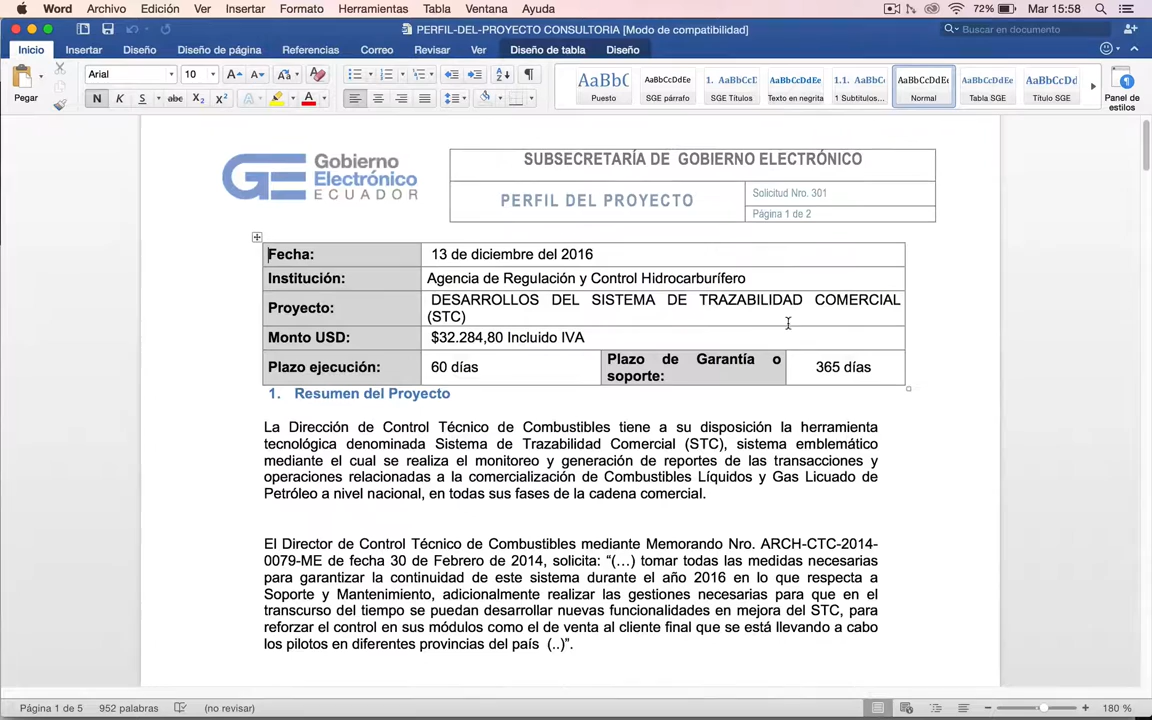 Word Archivo Edición Ver Insertar Formato Herramientas Tabla Ventana Ayuda 72% Mar 15:58
PERFIL-DEL-PROYECTO CONSULTORIA [Modo de compatibilidad]
Buscar en documento
Inicio Insertar Diseño Diseño de página Referencias Correo Revisar Ver Diseño de tabla Diseño
Pegar
Arial 10
N K S abc X₂ X² A A
AaBbC AaBbCcDdEe 1. AaBbCcE AaBbCcDdEe 1.1. AaBbCc AaBbCcDdEe AaBbCcDdEe AaBbCcDd
Puesto SGE párrafo SGE Títulos Texto en negrita 1 Subtitulos... Normal Tabla SGE Título SGE
Panel de estilos
Gobierno
Electrónico
ECUADOR
SUBSECRETARÍA DE GOBIERNO ELECTRÓNICO
PERFIL DEL PROYECTO
Solicitud Nro. 301
Página 1 de 2
Fecha: 13 de diciembre del 2016
Institución: Agencia de Regulación y Control Hidrocarburífero
Proyecto: DESARROLLOS DEL SISTEMA DE TRAZABILIDAD COMERCIAL
(STC)
Monto USD: $32.284,80 Incluido IVA
Plazo ejecución: 60 días Plazo de Garantía o
soporte: 365 días
1. Resumen del Proyecto
La Dirección de Control Técnico de Combustibles tiene a su disposición la herramienta
tecnológica denominada Sistema de Trazabilidad Comercial (STC), sistema emblemático
mediante el cual se realiza el monitoreo y generación de reportes de las transacciones y
operaciones relacionadas a la comercialización de Combustibles Líquidos y Gas Licuado de
Petróleo a nivel nacional, en todas sus fases de la cadena comercial.
El Director de Control Técnico de Combustibles mediante Memorando Nro. ARCH-CTC-2014-
0079-ME de fecha 30 de Febrero de 2014, solicita: “(…) tomar todas las medidas necesarias
para garantizar la continuidad de este sistema durante el año 2016 en lo que respecta a
Soporte y Mantenimiento, adicionalmente realizar las gestiones necesarias para que en el
transcurso del tiempo se puedan desarrollar nuevas funcionalidades en mejora del STC, para
reforzar el control en sus módulos como el de venta al cliente final que se está llevando a cabo
los pilotos en diferentes provincias del país (..)”.
Página 1 de 5 952 palabras (no revisar) 180 %